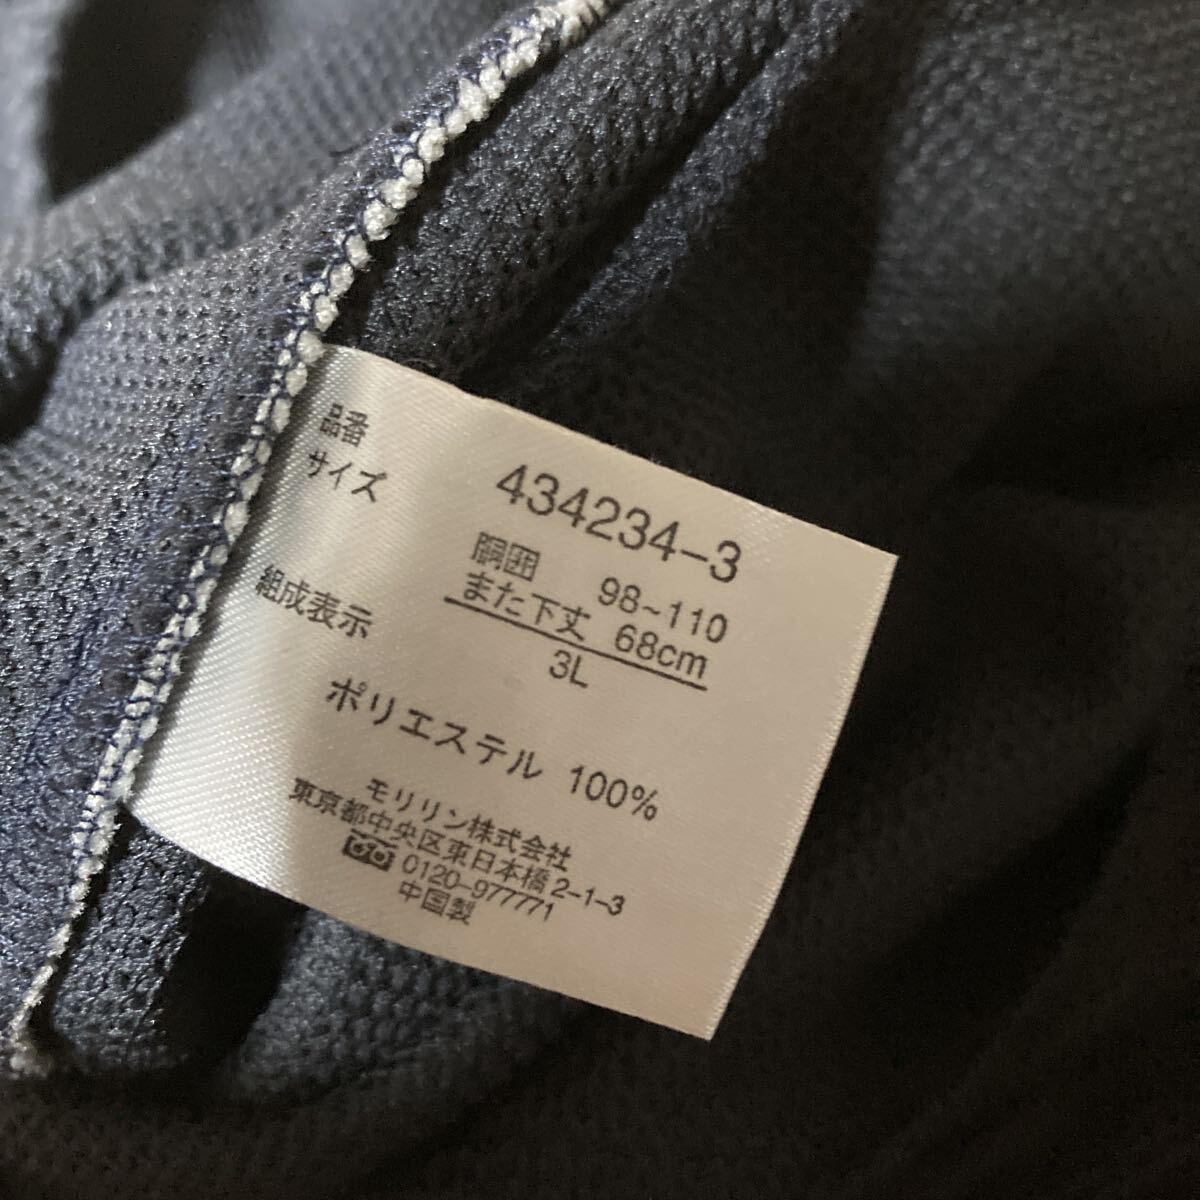 品番 434234-3
サイズ
胴囲 98~110
また下丈 68cm
3L
組成表示
ポリエステル 100%
モリリン株式会社
東京都中央区東日本橋2-1-3
0120-977771
中国製